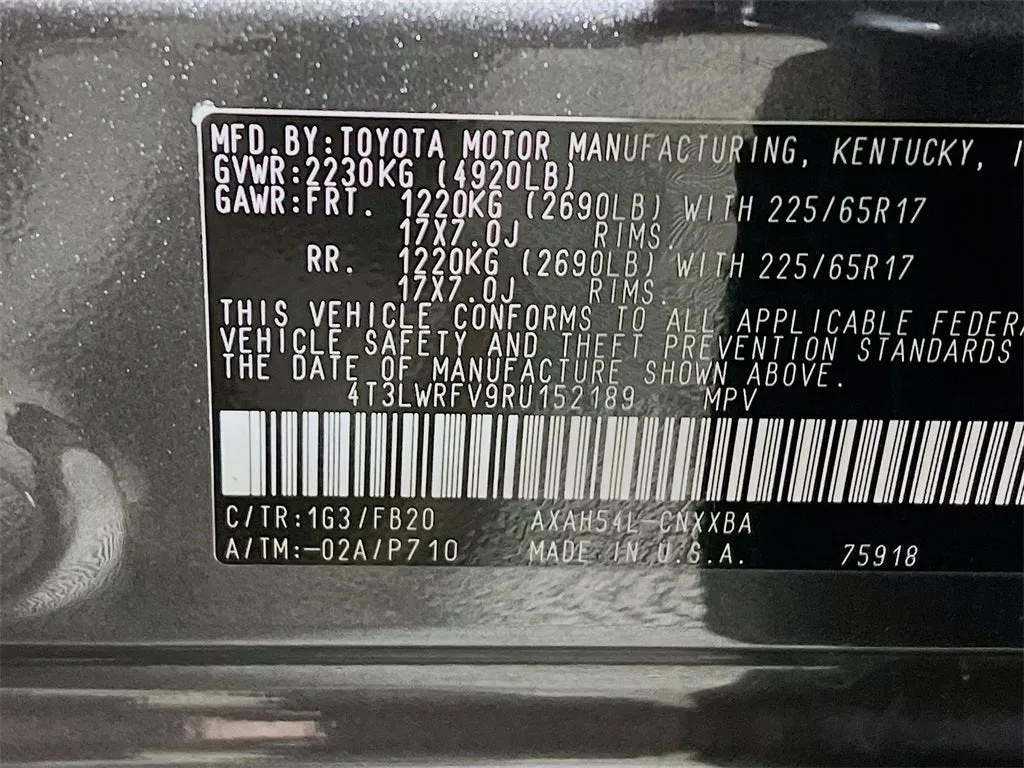 MFD.BY:TOYOTA MOTOR MANUFACTURING, KENTUCKY, I
GVWR:2230KG (4920LB)
GAWR:FRT. 1220KG (2690LB) WITH 225/65R17
17X7.0J RIMS.
RR. 1220KG (2690LB) WITH 225/65R17
17X7.0J RIMS.
THIS VEHICLE CONFORMS TO ALL APPLICABLE FEDERA
VEHICLE SAFETY AND THEFT PREVENTION STANDARDS
THE DATE OF MANUFACTURE SHOWN ABOVE.
4T3LWRFV9RU152189 MPV
C/TR:1G3/FB20 AXAH54L-CNXXBA
A/TM:-02A/P710 MADE IN U.S.A. 75918